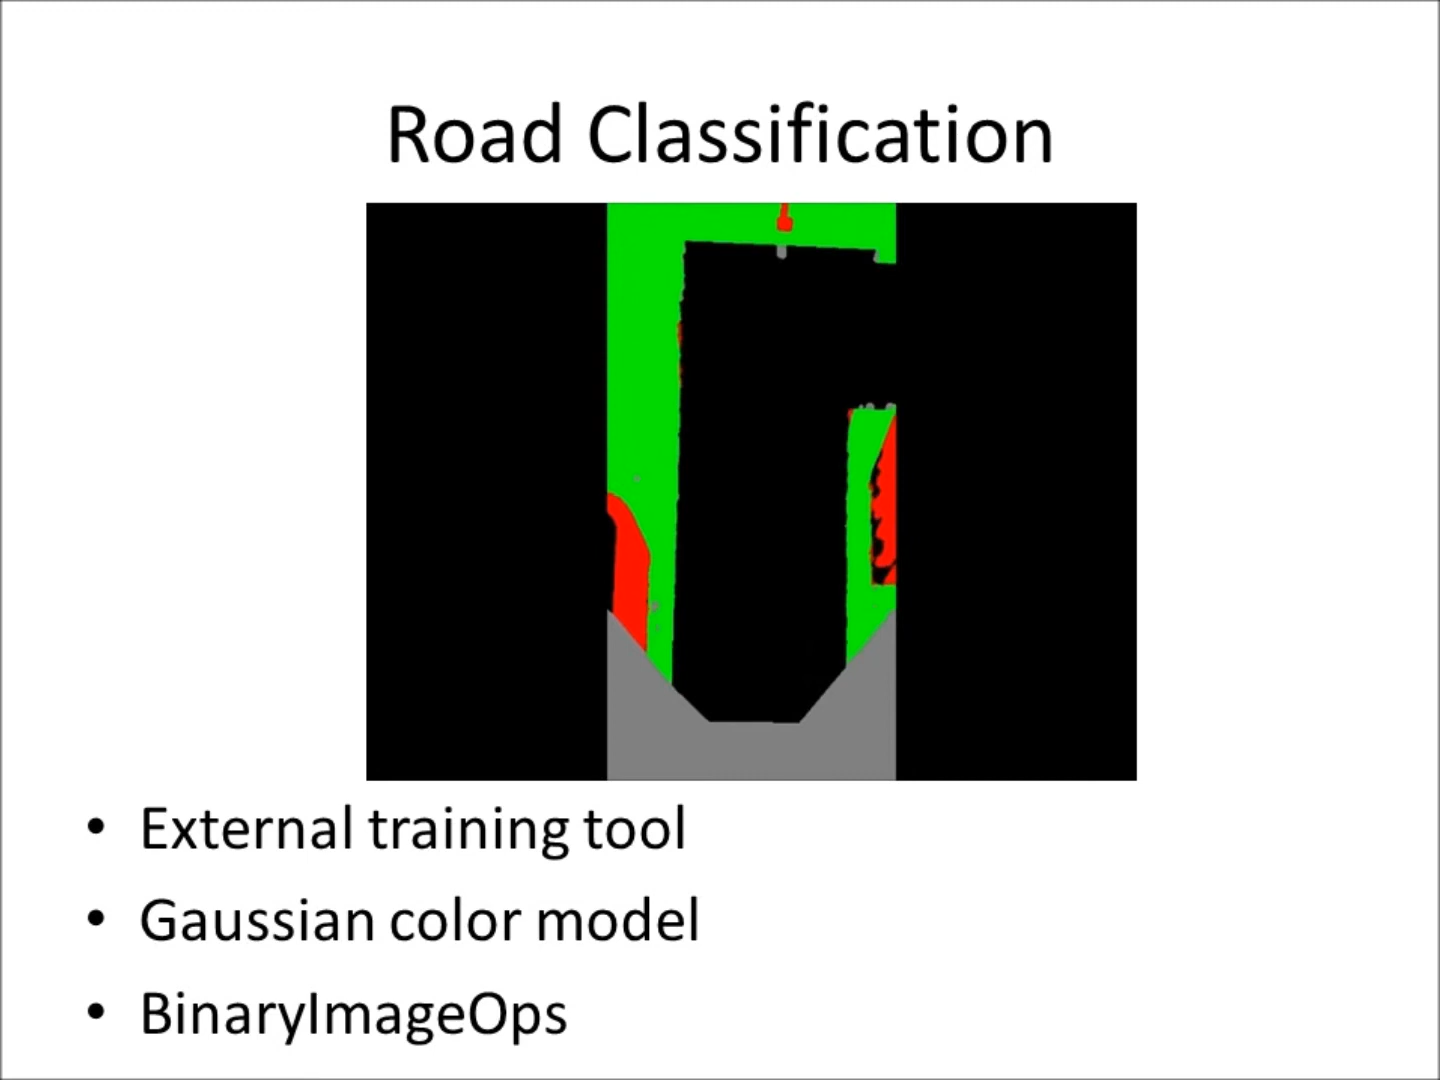 Road Classification
• External training tool
• Gaussian color model
• BinaryImageOps